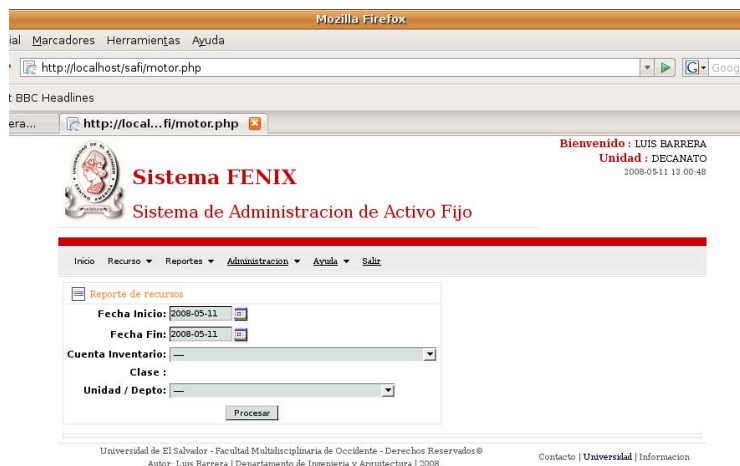 Mozilla Firefox
ial Marcadores Herramientas Ayuda
http://localhost/safi/motor.php
G Goog
t BBC Headlines
era... http://local...fi/motor.php
Bienvenido : LUIS BARRERA
Unidad : DECANATO
2008-05-11 13:00:48
Sistema FENIX
Sistema de Administracion de Activo Fijo
Inicio Recurso Reportes Administracion Ayuda Salir
Reporte de recursos
Fecha Inicio: 2008-05-11
Fecha Fin: 2008-05-11
Cuenta Inventario: —
Clase :
Unidad / Depto: —
Procesar
Universidad de El Salvador - Facultad Multidisciplinaria de Occidente - Derechos Reservados®
Autor: Luis Barrera | Departamento de Ingenieria y Arquitectura | 2008
Contacto | Universidad | Informacion